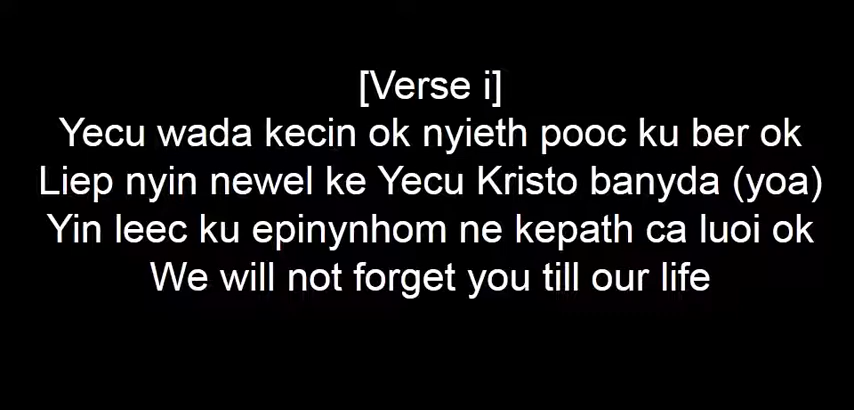 [Verse i]
Yecu wada kecin ok nyieth pooc ku ber ok
Liep nyin newel ke Yecu Kristo banyda (yoa)
Yin leec ku epinynhom ne kepath ca luoi ok
We will not forget you till our life